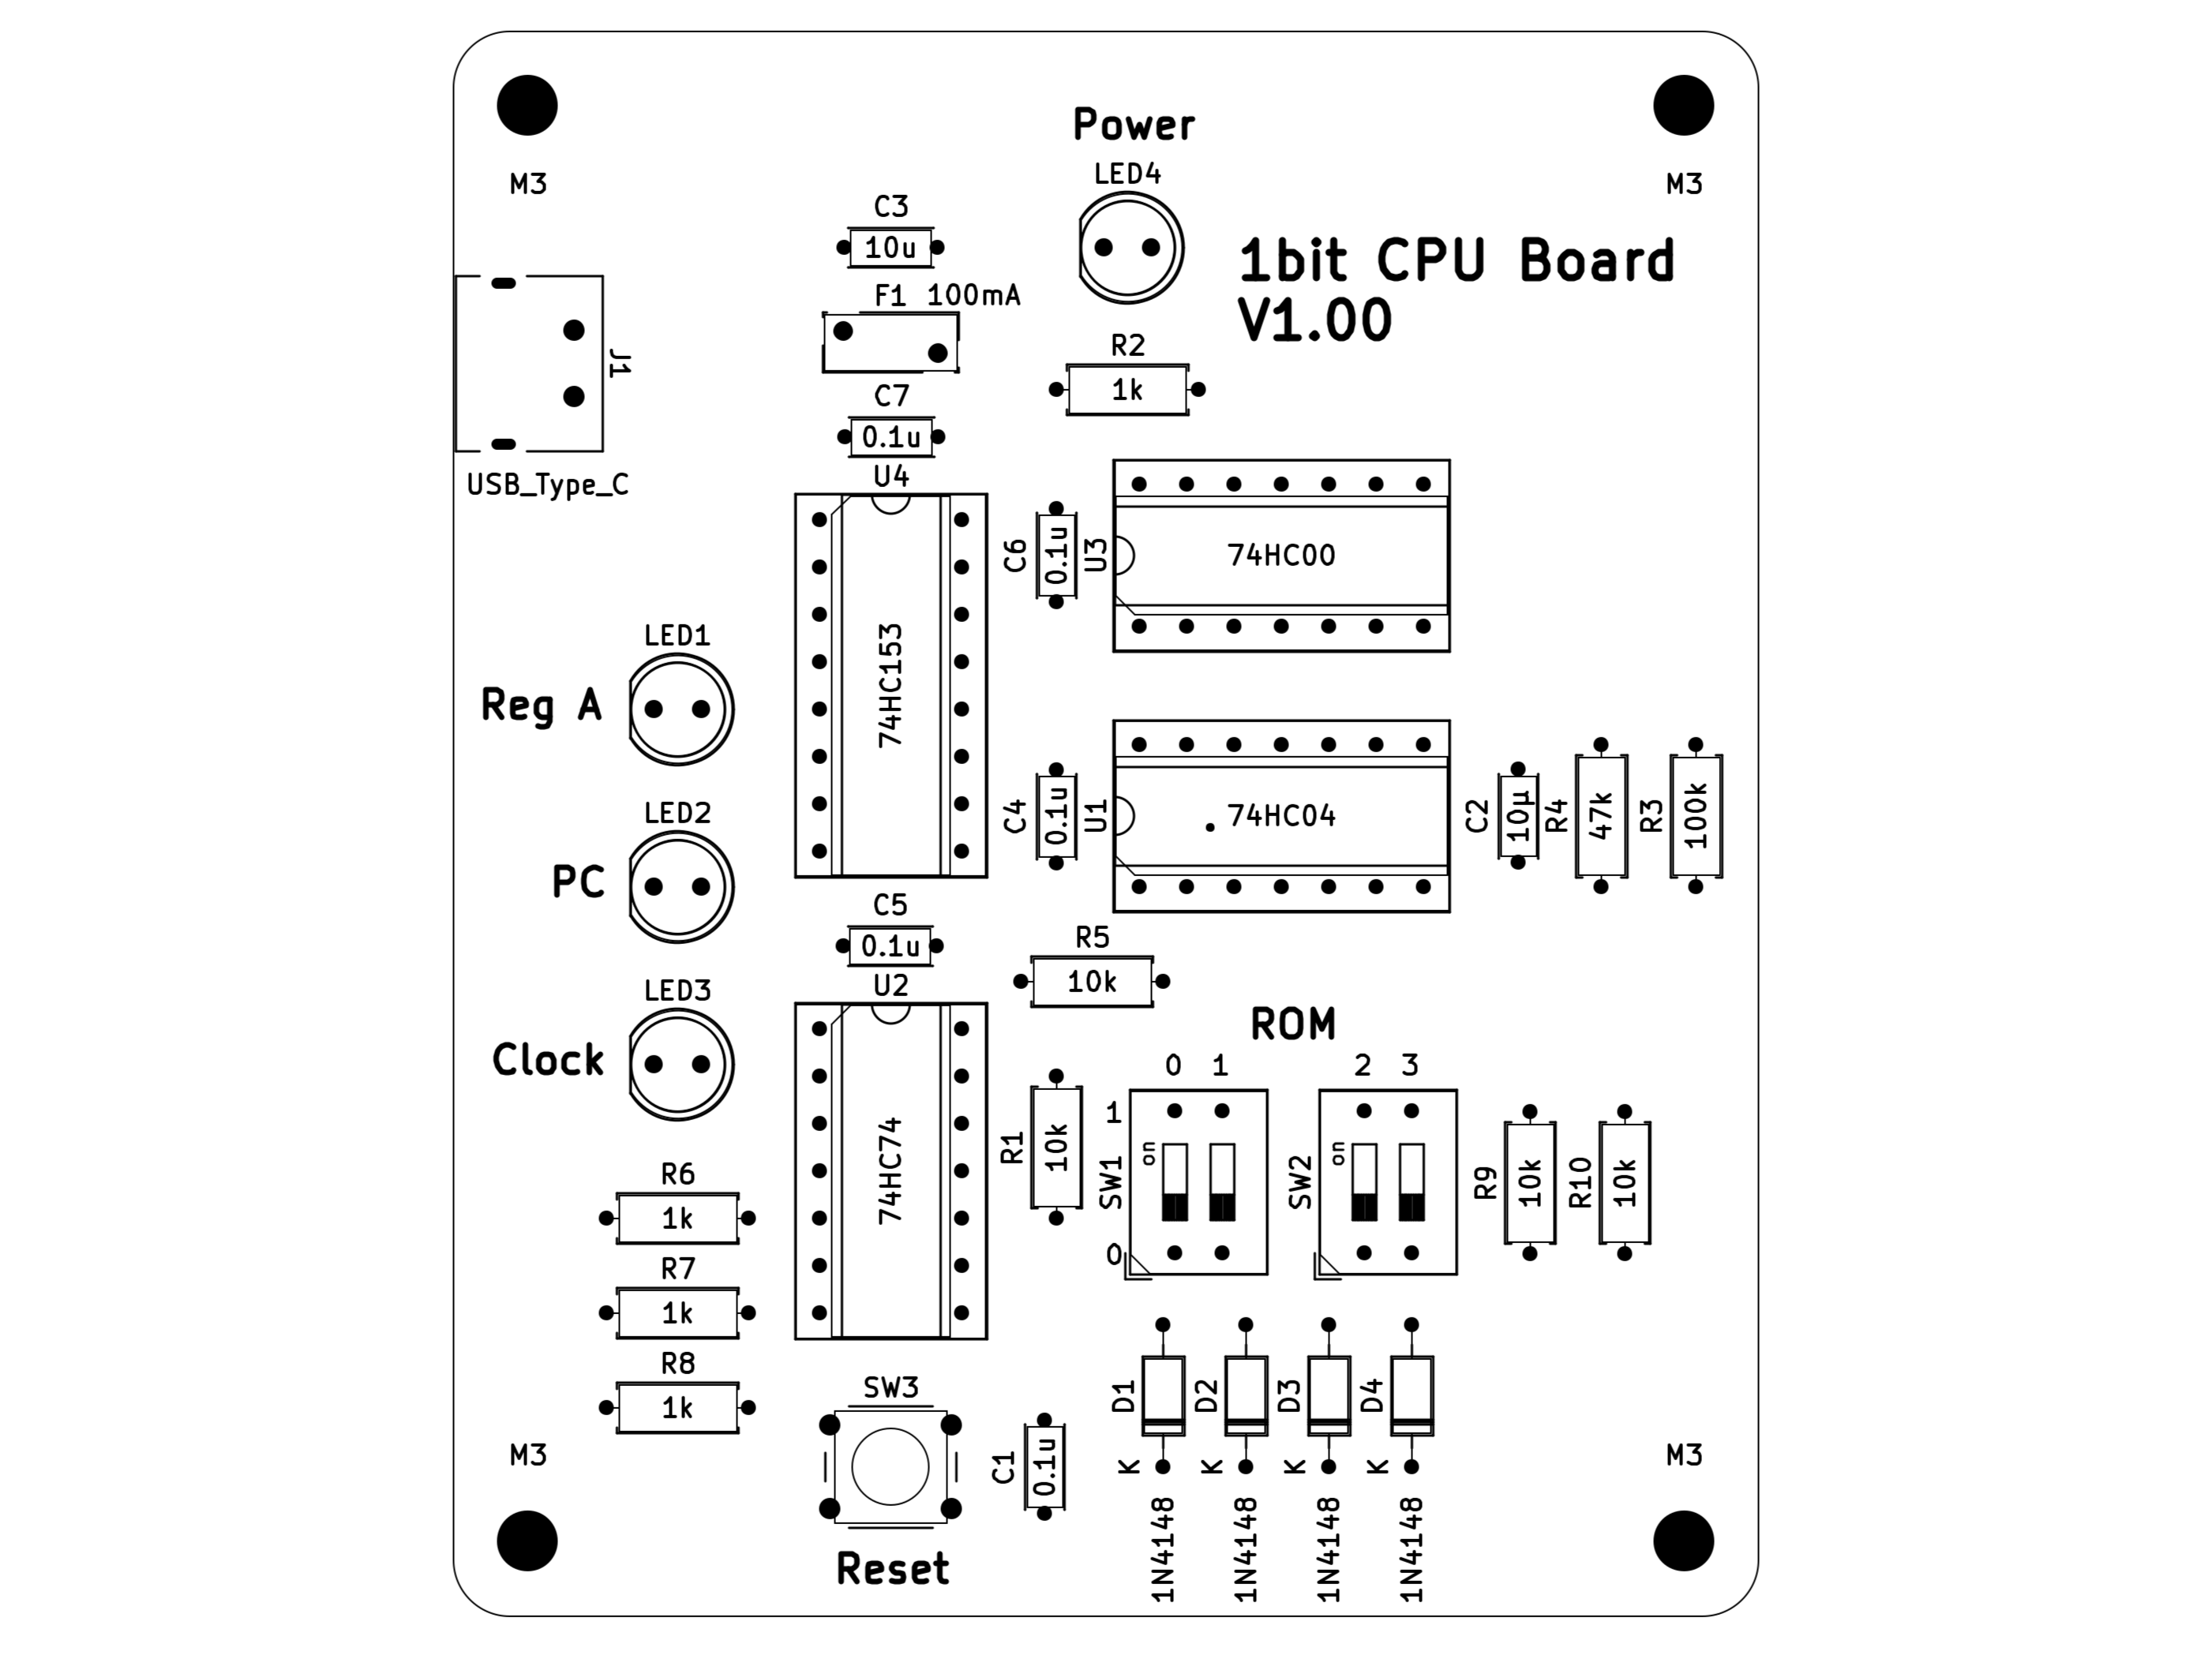 Power
LED4
M3
M3
C3
10u
1bit CPU Board
V1.00
F1 100mA
J1
R2
1k
C7
0.1u
USB_Type_C
U4
74HC153
C6
0.1u
U3
74HC00
LED1
Reg A
LED2
PC
C4
0.1u
U1
74HC04
C2
10µ
R4
47k
R3
100k
C5
0.1u
R5
10k
LED3
Clock
U2
74HC74
ROM
0 1 2 3
1
0
R1
10k
SW1
on
SW2
on
R9
10k
R10
10k
R6
1k
R7
1k
R8
1k
SW3
Reset
C1
0.1u
D1
D2
D3
D4
K
K
K
K
1N4148
1N4148
1N4148
1N4148
M3
M3